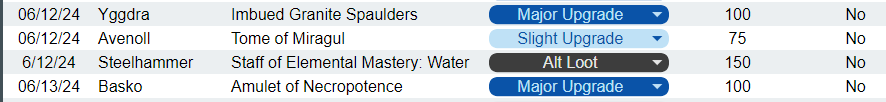 06/12/24 Yggdra Imbued Granite Spaulders Major Upgrade 100 No
06/12/24 Avenoll Tome of Miragul Slight Upgrade 75 No
6/12/24 Steelhammer Staff of Elemental Mastery: Water Alt Loot 150 No
06/13/24 Basko Amulet of Necropotence Major Upgrade 100 No